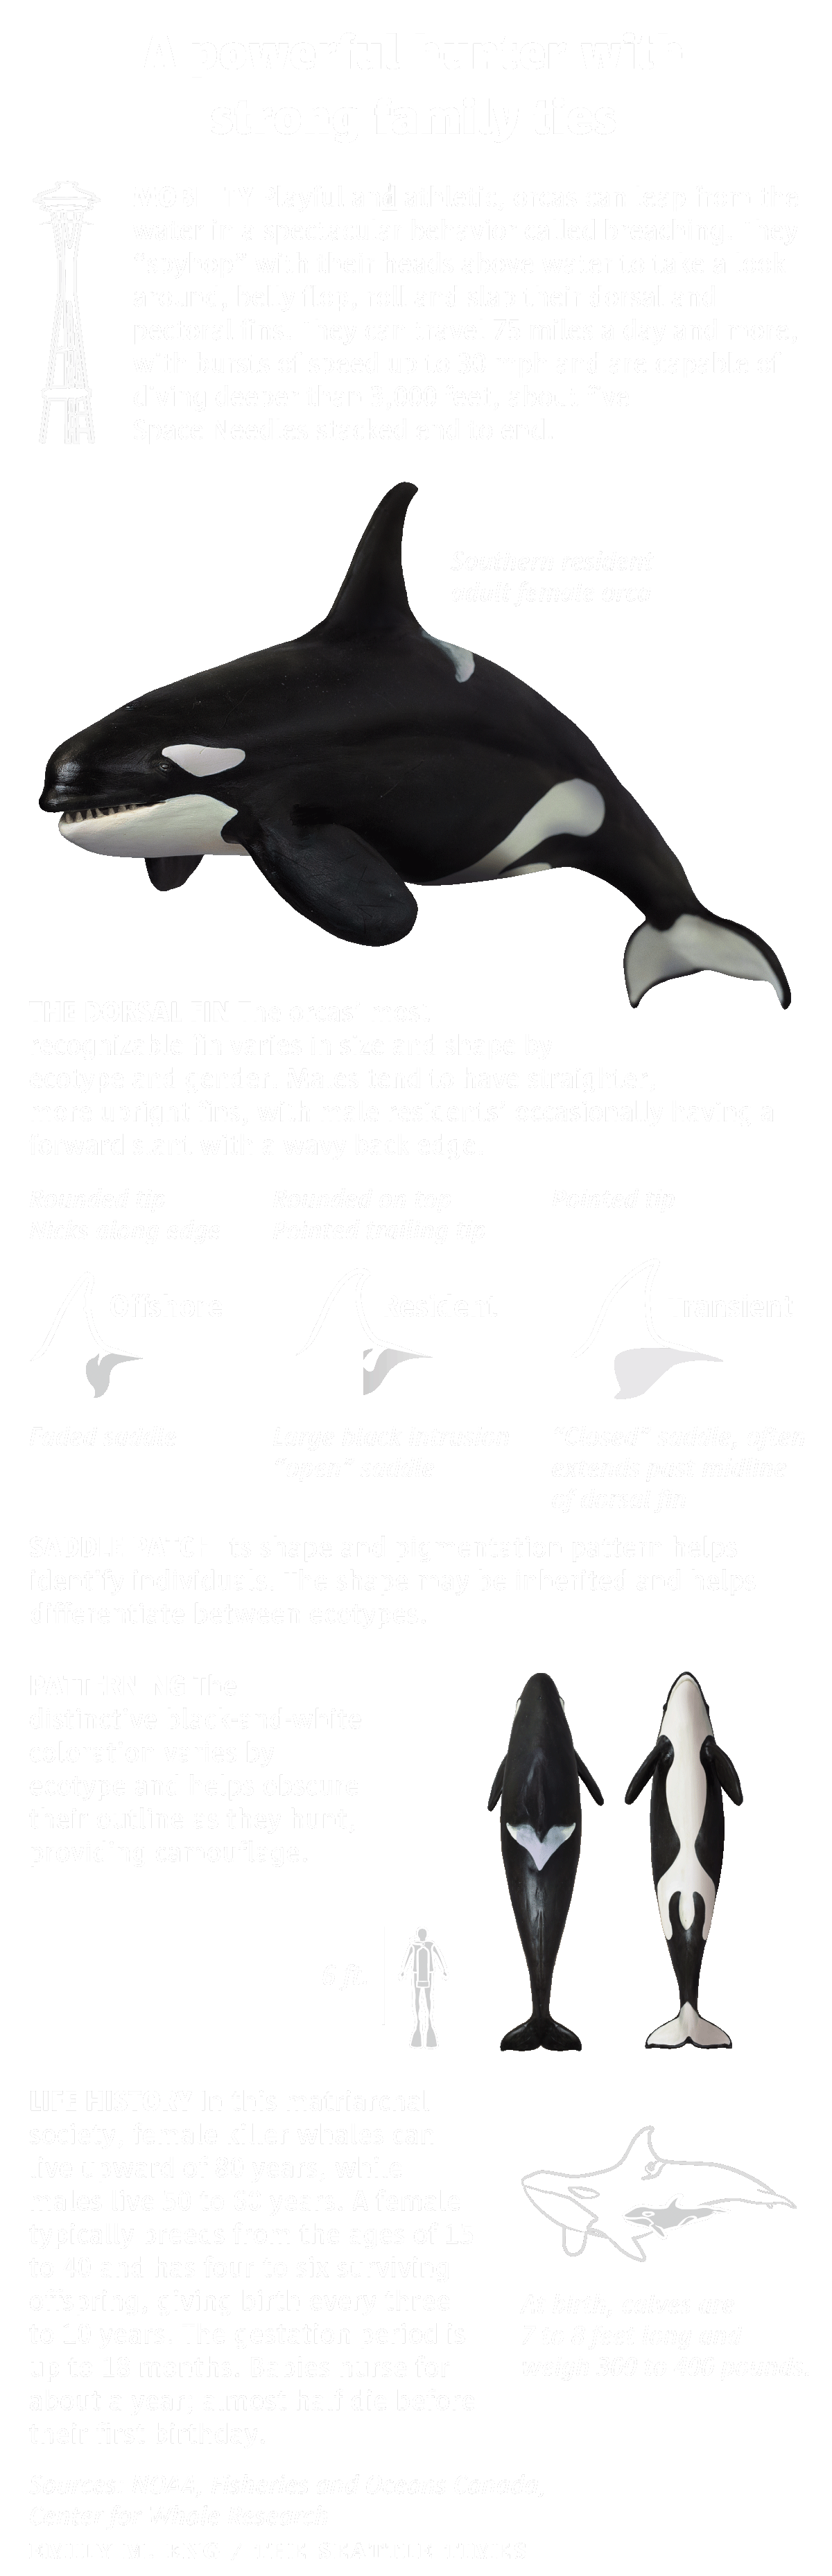 A powerful hunter with
strong family ties
MOBILITY Playful and athletic, orcas can leap from the
water in a spectacular behavior called breaching. They
“spyhop” with their heads above water to take a look
around, belly flop, roll and slap their dorsal and
pectoral fins. They can travel 75 miles a day and more,
with bursts of speed up to 30 mph and are capable of
diving deeper than 3,000 feet, about five
Space Needles stacked end to end.
Southern resident
adult female orca
THE DORSAL FIN The orcas' most
recognizable fin varies in size and shape by
ecotype and gender. Males tend to have straighter,
more upright fins, with male residents' occasionally having a
forward slant with a wavy back edge.
Rounded tip
Nicks along edge
Rounded on top
Pointed trailing tip
Pointed tip
Offshore
Resident
Transient
Faded saddle
Large black intrusion
“open” saddle
“Closed” saddle, often
extends past midline
of dorsal fin
SADDLE PATCH Its shape and pigmentation pattern helps
identify individuals. The shape may be inherited and helps
differentiate between ecotypes.
PATTERNING The
distinctive black-and-white
coloration varies by
ecotype and helps obscure
their outline as they hunt,
providing camouflage.
6 ft.
LIFE HISTORY In this matriarchal
society, female killer whales can
live upward of 80 years, while
males live 50 to 60 years. A female
typically breeds from the ages of 15
to 40 and has four to six surviving
offspring, giving birth every three
to 10 years. The gestation period is
up to 18 months. Babies nurse for
about a year; almost half die before
their first birthday.
At birth, calves are
7 to 8 feet long and
weigh 300 to 400 pounds.
Sources: NOAA, Fisheries and Oceans Canada,
Center for Whale Research
EMILY M. ENG / THE SEATTLE TIMES